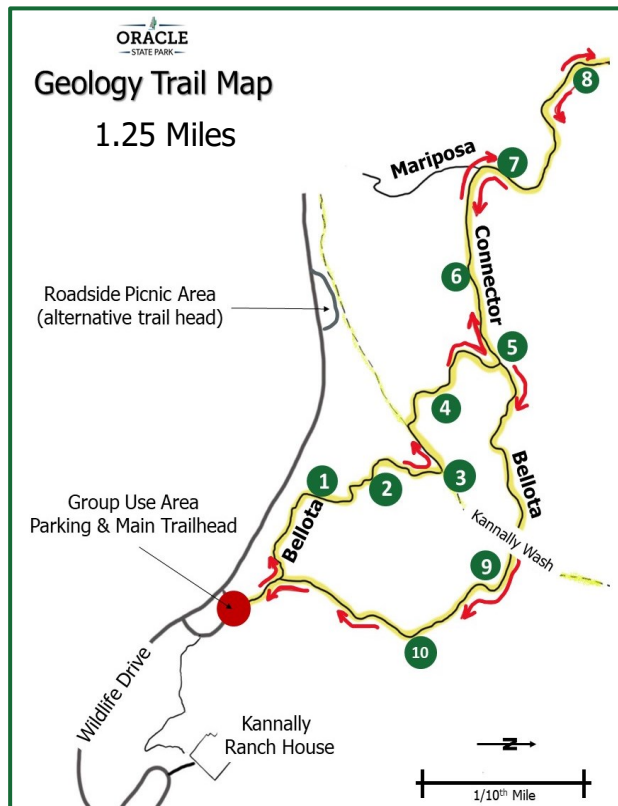 ORACLE
STATE PARK
Geology Trail Map
1.25 Miles
8
7
Mariposa
Connector
6
Roadside Picnic Area
(alternative trail head)
5
4
Bellota
3
1
2
Group Use Area
Parking & Main Trailhead
Bellota
Kannally Wash
9
10
Wildlife Drive
Kannally
Ranch House
N
1/10th Mile